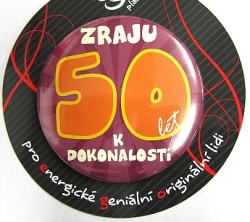 ZRAJU
50
let
K
DOKONALOSTI
pro energické geniální originální lidi